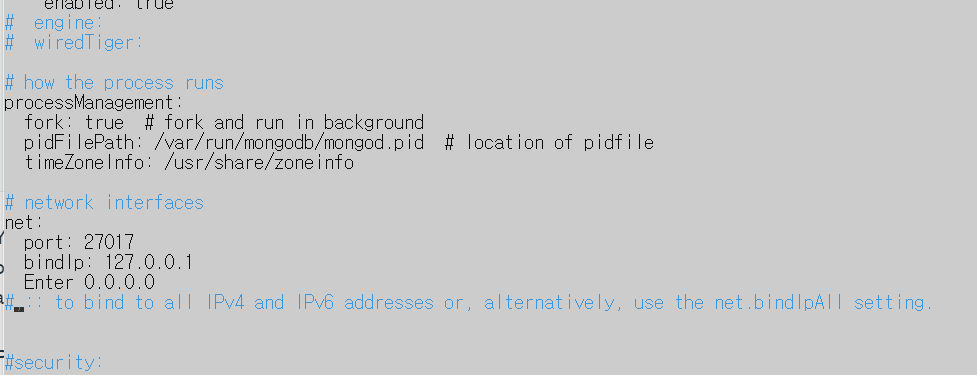 enabled: true
#  engine:
#  wiredTiger:
# how the process runs
processManagement:
  fork: true  # fork and run in background
  pidFilePath: /var/run/mongodb/mongod.pid  # location of pidfile
  timeZoneInfo: /usr/share/zoneinfo
# network interfaces
net:
  port: 27017
  bindIp: 127.0.0.1
  Enter 0.0.0.0
# :: to bind to all IPv4 and IPv6 addresses or, alternatively, use the net.bindIpAll setting.
#security: